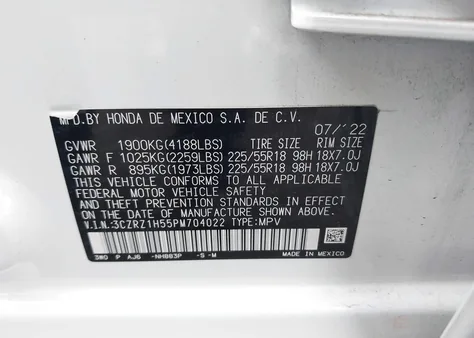 MFD.BY HONDA DE MEXICO S.A. DE C.V.
07/'22
GVWR 1900KG(4188LBS) TIRE SIZE RIM SIZE
GAWR F 1025KG(2259LBS) 225/55R18 98H 18X7.0J
GAWR R 895KG(1973LBS) 225/55R18 98H 18X7.0J
THIS VEHICLE CONFORMS TO ALL APPLICABLE
FEDERAL MOTOR VEHICLE SAFETY
AND THEFT PREVENTION STANDARDS IN EFFECT
ON THE DATE OF MANUFACTURE SHOWN ABOVE.
V.I.N.:3CZRZ1H55PM704022 TYPE:MPV
3W0 P AJ6 -NH883P -S -M
MADE IN MEXICO